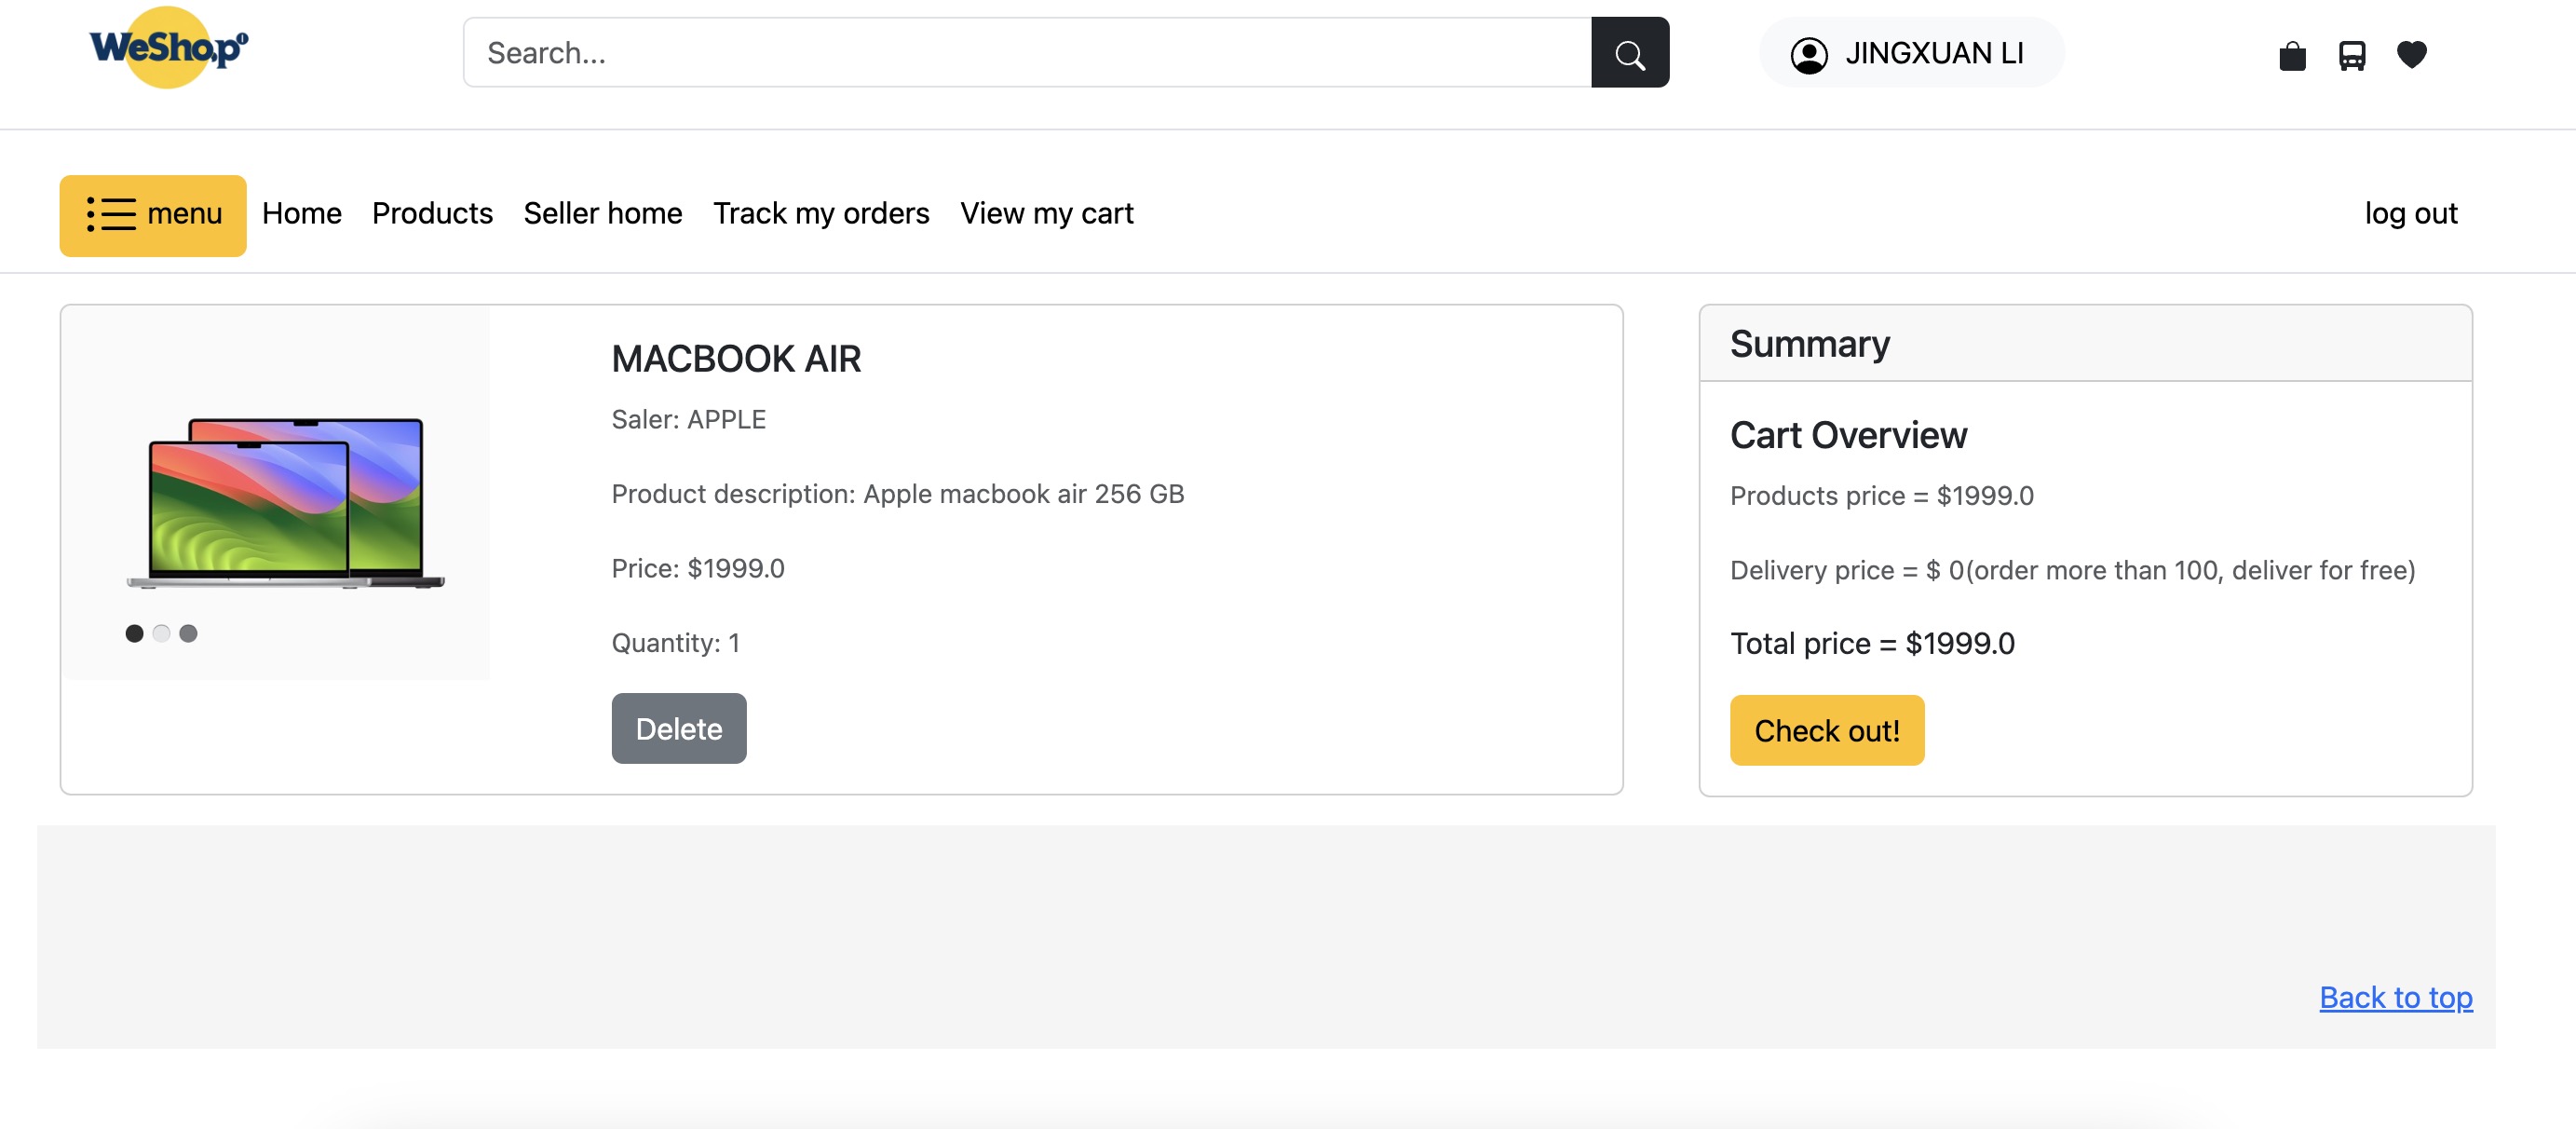 WeShop
Search...
JINGXUAN LI
menu
Home
Products
Seller home
Track my orders
View my cart
log out
MACBOOK AIR
Saler: APPLE
Product description: Apple macbook air 256 GB
Price: $1999.0
Quantity: 1
Delete
Summary
Cart Overview
Products price = $1999.0
Delivery price = $ 0(order more than 100, deliver for free)
Total price = $1999.0
Check out!
Back to top